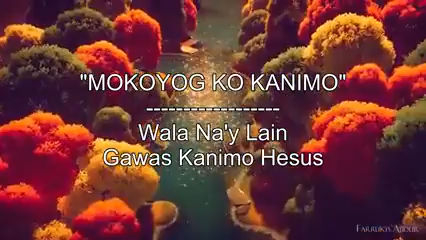 "MOKOYOG KO KANIMO"
------------------
Wala Na'y Lain
Gawas Kanimo Hesus